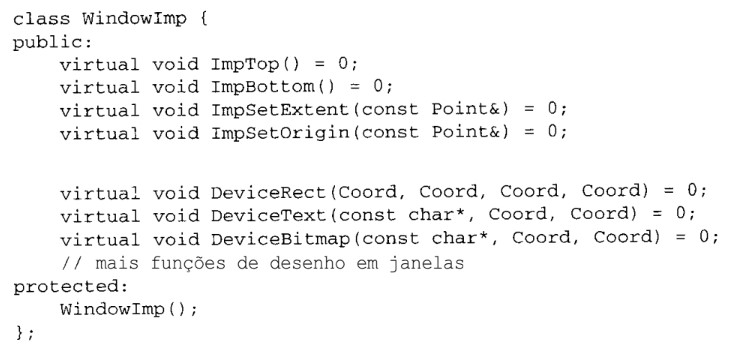 class WindowImp {
public:
    virtual void ImpTop() = 0;
    virtual void ImpBottom() = 0;
    virtual void ImpSetExtent(const Point&) = 0;
    virtual void ImpSetOrigin(const Point&) = 0;

    virtual void DeviceRect(Coord, Coord, Coord, Coord) = 0;
    virtual void DeviceText(const char*, Coord, Coord) = 0;
    virtual void DeviceBitmap(const char*, Coord, Coord) = 0;
    // mais funções de desenho em janelas
protected:
    WindowImp();
};